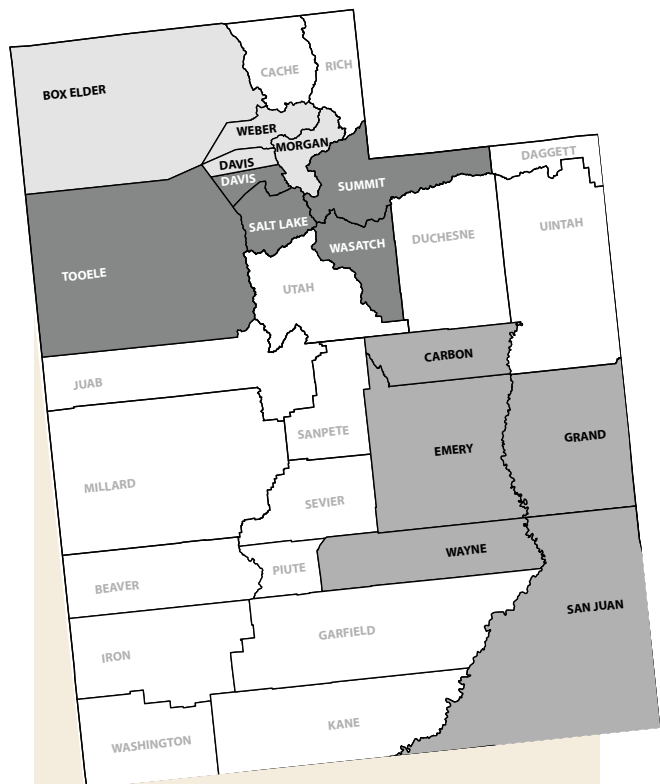 CACHE
RICH
BOX ELDER
WEBER
MORGAN
DAVIS
DAVIS
DAGGETT
SUMMIT
SALT LAKE
WASATCH
DUCHESNE
UINTAH
TOOELE
UTAH
CARBON
JUAB
SANPETE
EMERY
GRAND
MILLARD
SEVIER
WAYNE
PIUTE
BEAVER
SAN JUAN
GARFIELD
IRON
KANE
WASHINGTON